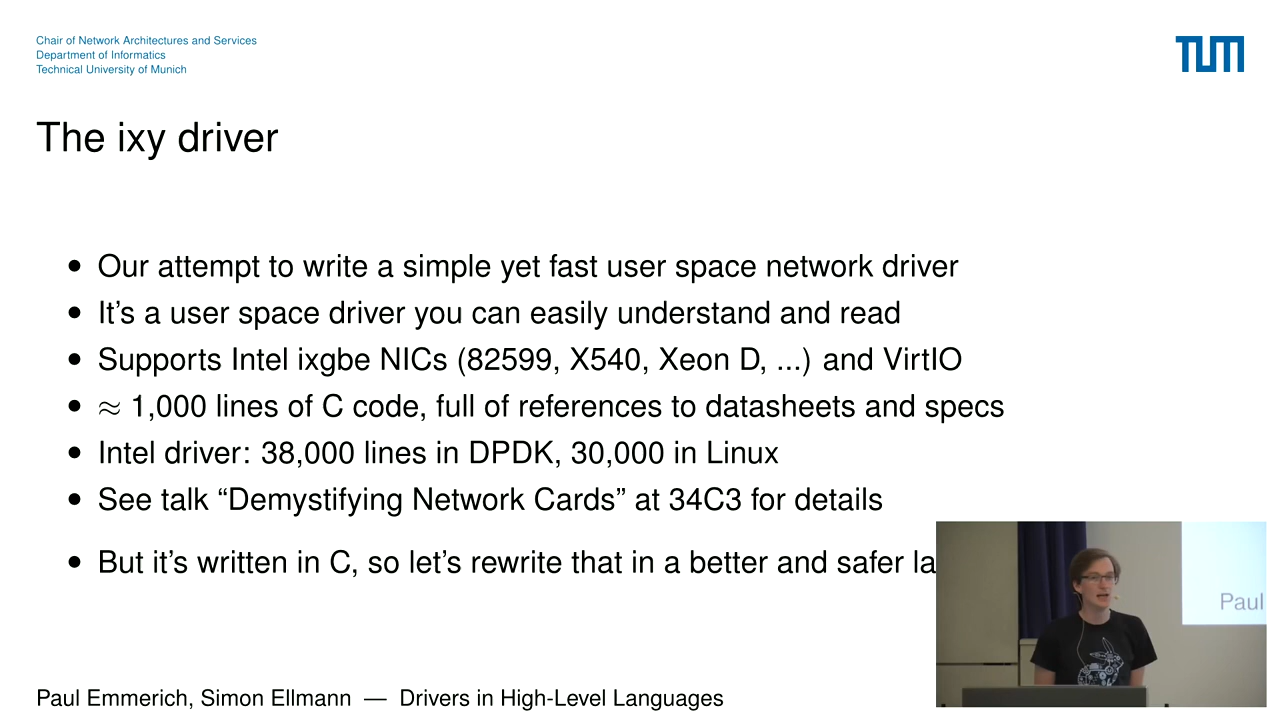 Chair of Network Architectures and Services
Department of Informatics
Technical University of Munich
TUM
The ixy driver
• Our attempt to write a simple yet fast user space network driver
• It’s a user space driver you can easily understand and read
• Supports Intel ixgbe NICs (82599, X540, Xeon D, ...) and VirtIO
• ≈ 1,000 lines of C code, full of references to datasheets and specs
• Intel driver: 38,000 lines in DPDK, 30,000 in Linux
• See talk “Demystifying Network Cards” at 34C3 for details
• But it’s written in C, so let’s rewrite that in a better and safer la
Paul
Paul Emmerich, Simon Ellmann — Drivers in High-Level Languages